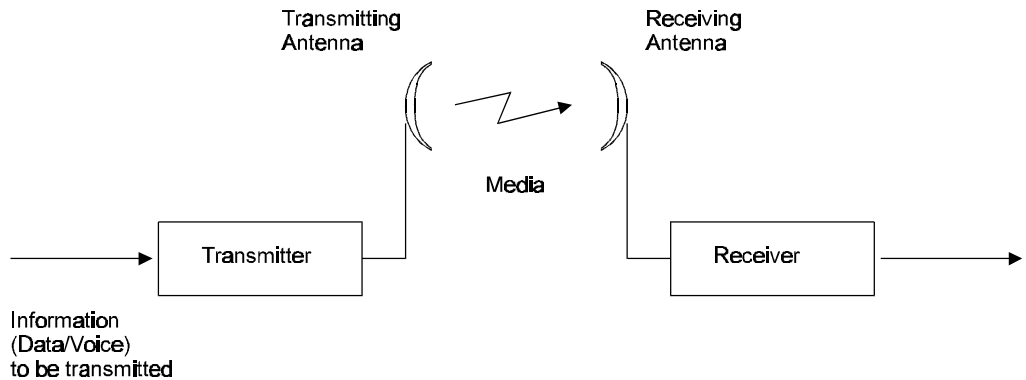 Transmitting
Antenna
Receiving
Antenna
Media
Transmitter
Receiver
Information
(Data/Voice)
to be transmitted